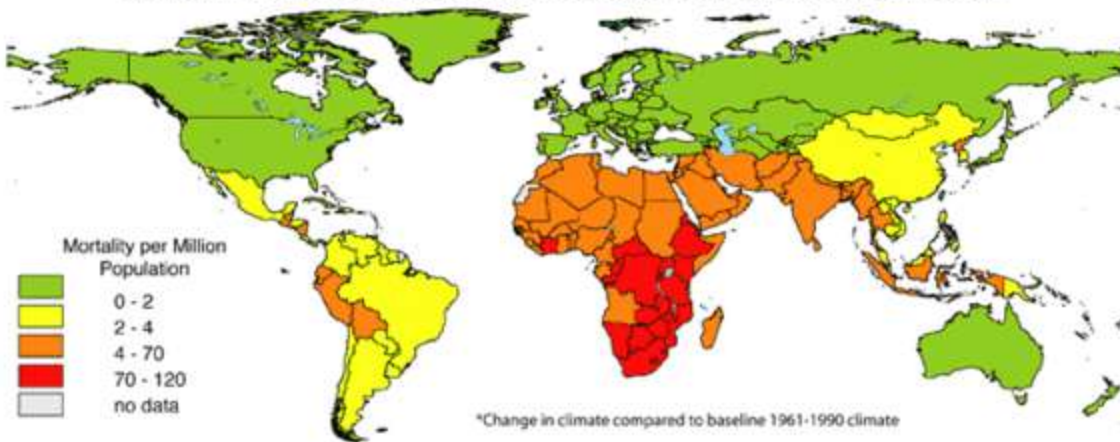 Mortality per Million
Population
0 - 2
2 - 4
4 - 70
70 - 120
no data
*Change in climate compared to baseline 1961-1990 climate